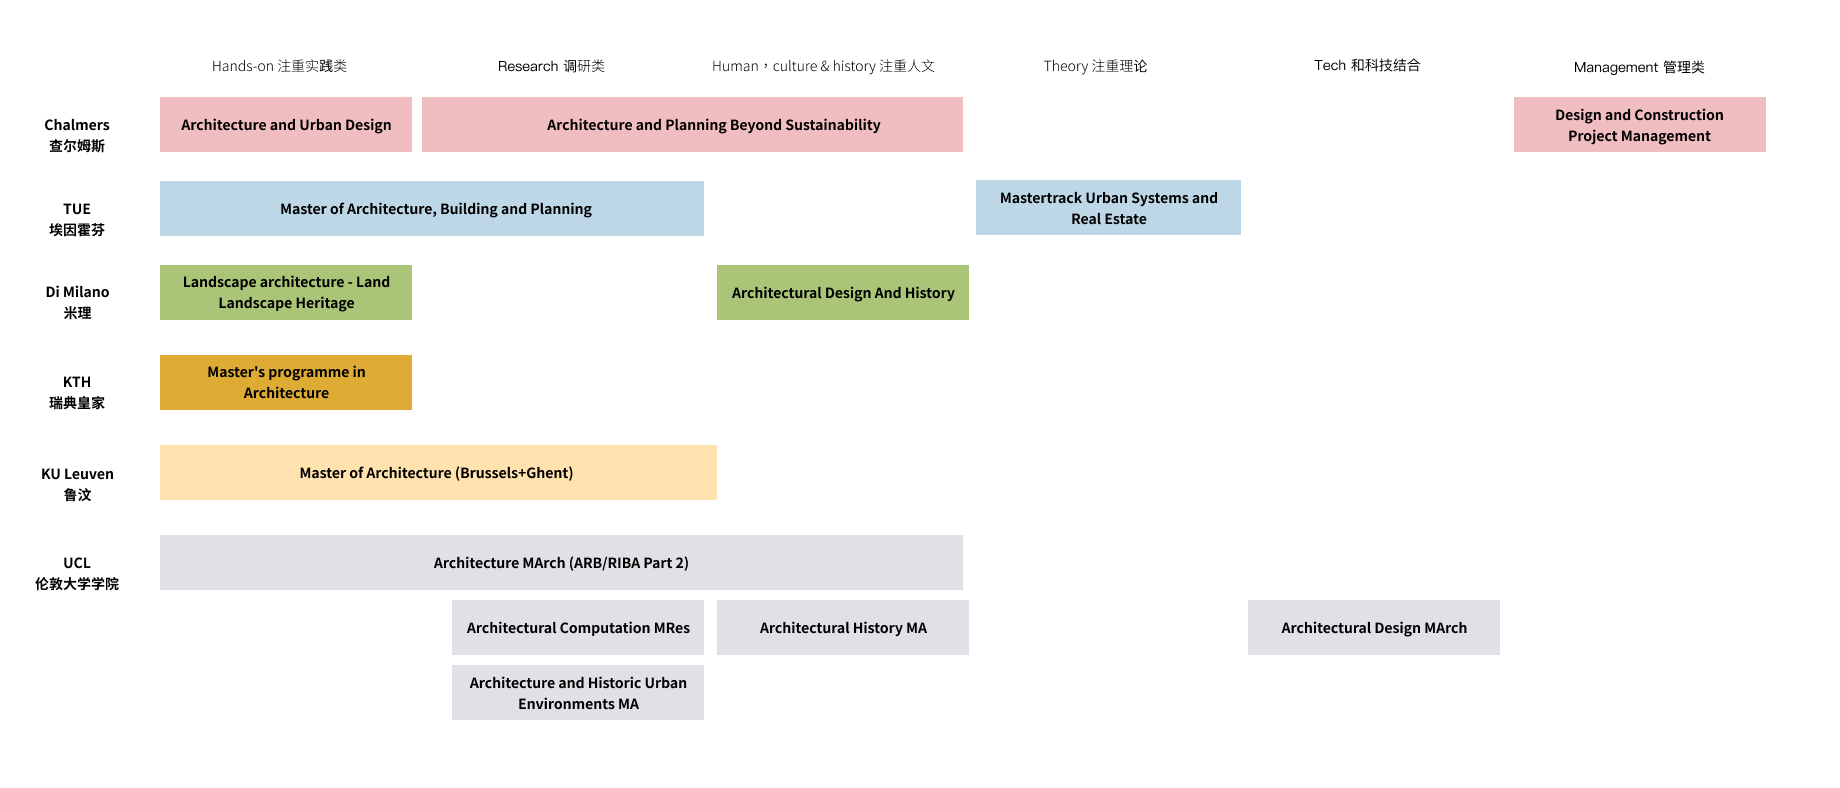 Hands-on 注重实践类
Research 调研类
Human，culture & history 注重人文
Theory 注重理论
Tech 和科技结合
Management 管理类
Chalmers
查尔姆斯
Architecture and Urban Design
Architecture and Planning Beyond Sustainability
Design and Construction
Project Management
TUE
埃因霍芬
Master of Architecture, Building and Planning
Mastertrack Urban Systems and
Real Estate
Di Milano
米理
Landscape architecture - Land
Landscape Heritage
Architectural Design And History
KTH
瑞典皇家
Master's programme in
Architecture
KU Leuven
鲁汶
Master of Architecture (Brussels+Ghent)
UCL
伦敦大学学院
Architecture MArch (ARB/RIBA Part 2)
Architectural Computation MRes
Architectural History MA
Architectural Design MArch
Architecture and Historic Urban
Environments MA